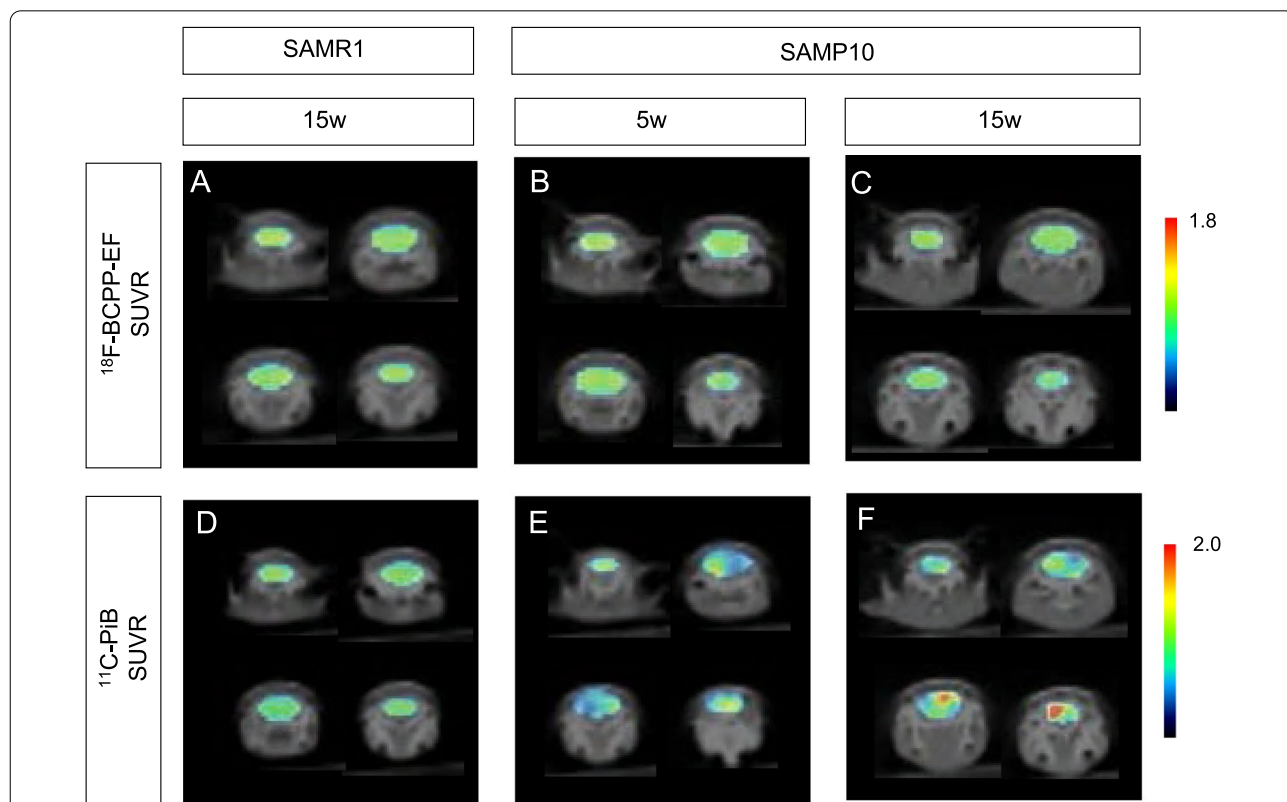 SAMR1
SAMP10
15w
5w
15w
¹⁸F-BCPP-EF
SUVR
A
B
C
1.8
¹¹C-PiB
SUVR
D
E
F
2.0